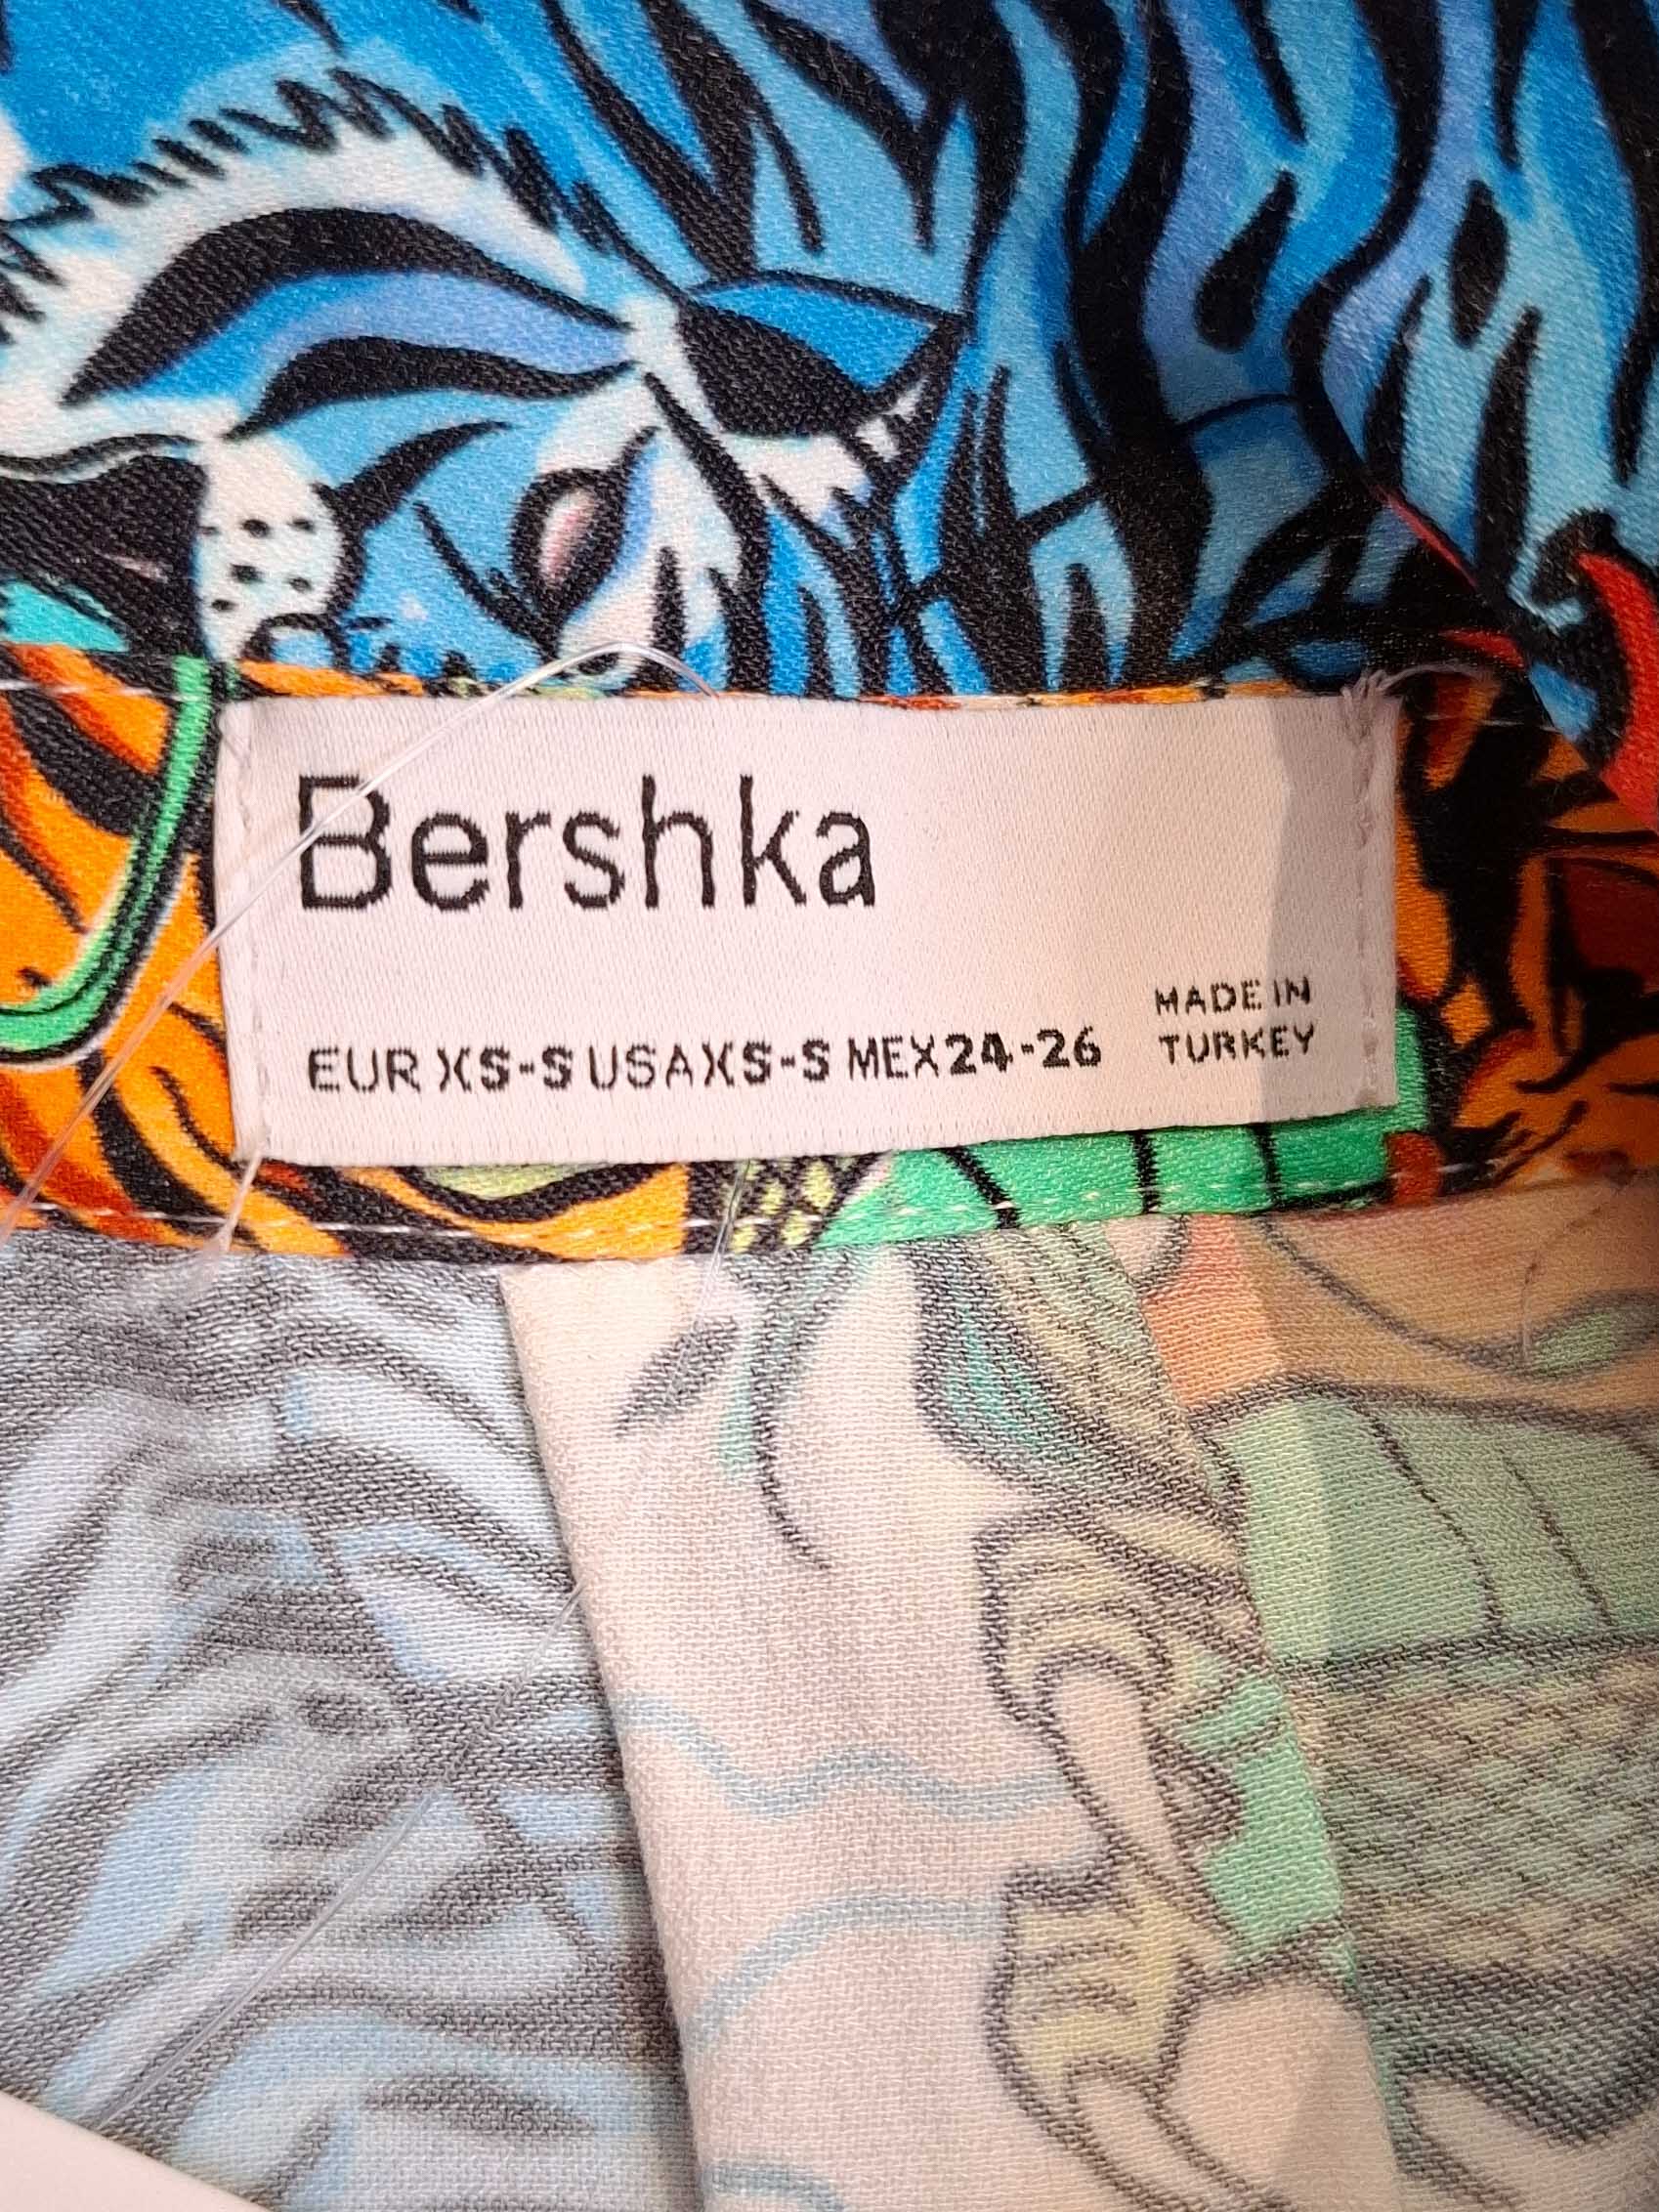 Bershka
EUR XS-S USA XS-S MEX 24-26
MADE IN
TURKEY